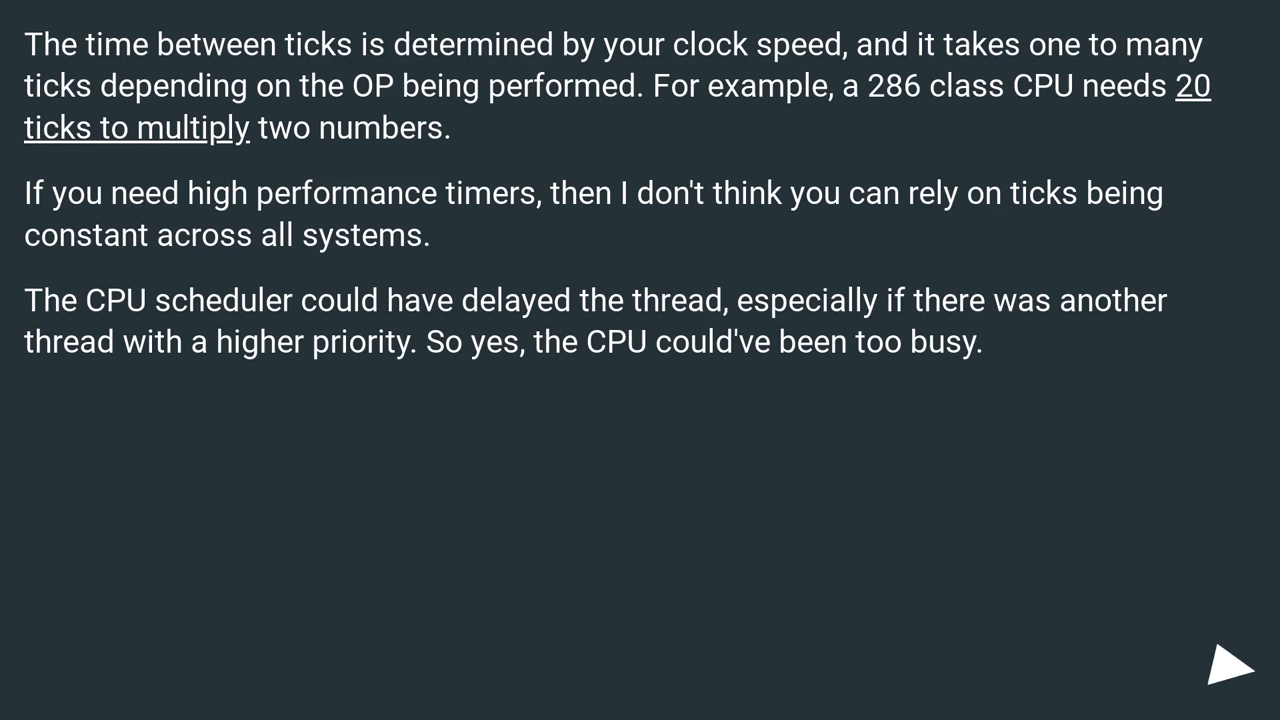 The time between ticks is determined by your clock speed, and it takes one to many
ticks depending on the OP being performed. For example, a 286 class CPU needs 20
ticks to multiply two numbers.
If you need high performance timers, then I don't think you can rely on ticks being
constant across all systems.
The CPU scheduler could have delayed the thread, especially if there was another
thread with a higher priority. So yes, the CPU could've been too busy.